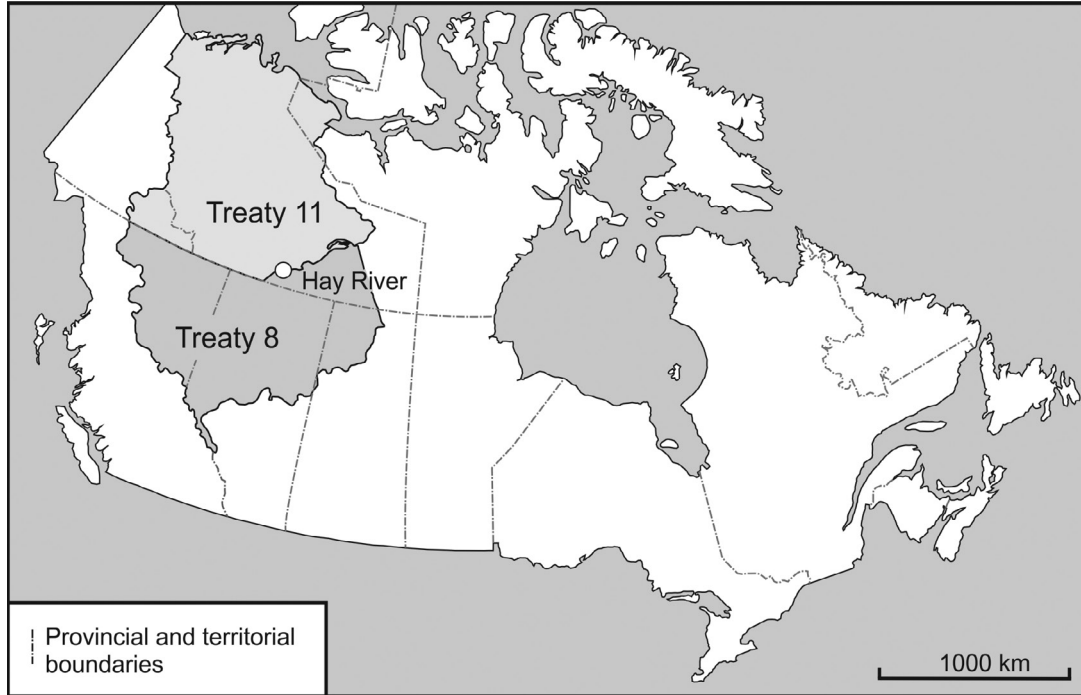 Treaty 11
Hay River
Treaty 8
Provincial and territorial
boundaries
1000 km